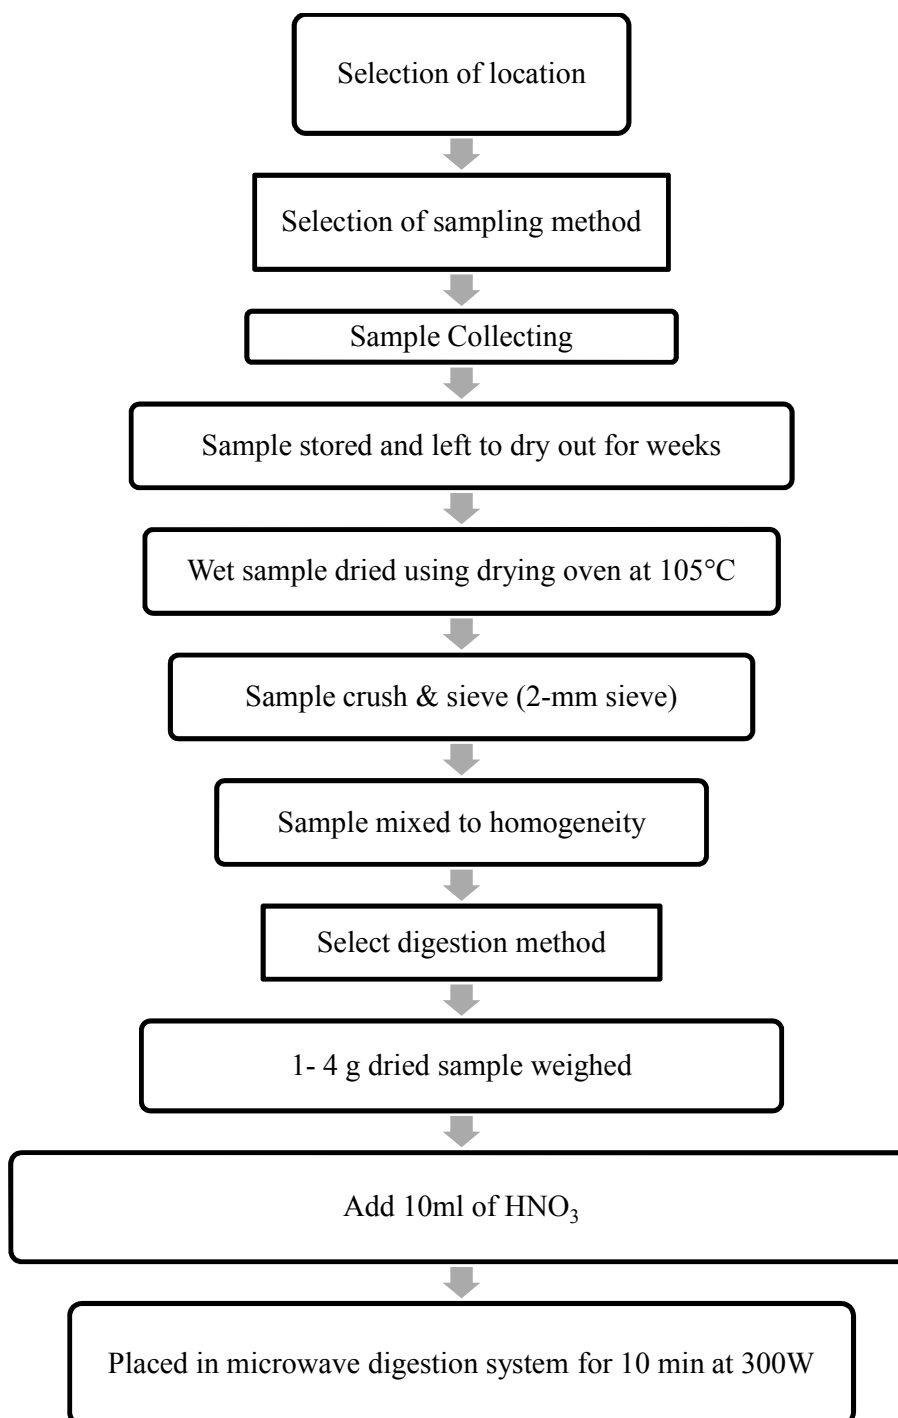 Selection of location
Selection of sampling method
Sample Collecting
Sample stored and left to dry out for weeks
Wet sample dried using drying oven at 105°C
Sample crush & sieve (2-mm sieve)
Sample mixed to homogeneity
Select digestion method
1- 4 g dried sample weighed
Add 10ml of HNO₃
Placed in microwave digestion system for 10 min at 300W